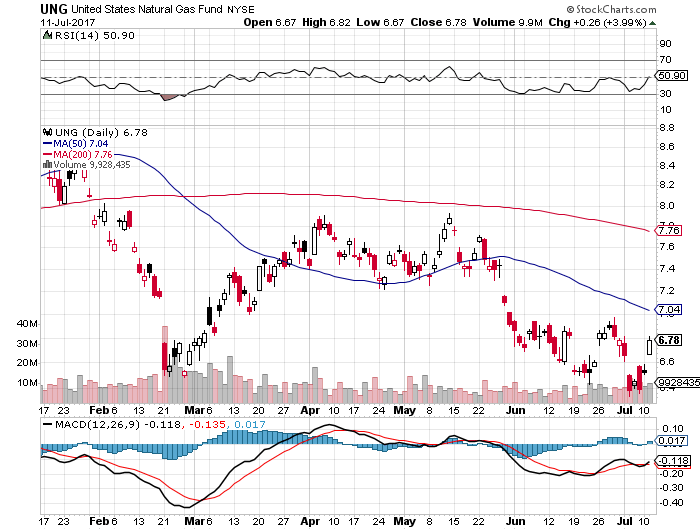 UNG United States Natural Gas Fund NYSE © StockCharts.com
11-Jul-2017 Open 6.67 High 6.82 Low 6.67 Close 6.78 Volume 9.9M Chg +0.26 (+3.99%)
RSI(14) 50.90
90
70
50.90
30
10
UNG (Daily) 6.78
MA(50) 7.04
MA(200) 7.76
Volume 9,928,435
8.8
8.6
8.4
8.2
8.0
7.76
7.6
7.4
7.2
7.04
40M
30M 6.78
20M 6.6
10M 9928435
17 23 Feb 6 13 21 Mar 6 13 20 27 Apr 10 17 24 May 8 15 22 Jun 12 19 26 Jul 10
MACD(12,26,9) -0.118, -0.135, 0.017
0.10
0.017
-0.118
-0.20
-0.30
-0.40
17 23 Feb 6 13 21 Mar 6 13 20 27 Apr 10 17 24 May 8 15 22 Jun 12 19 26 Jul 10